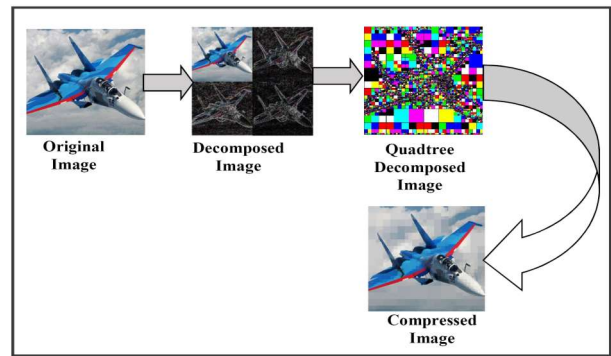 Original
Image
Decomposed
Image
Quadtree
Decomposed
Image
Compressed
Image